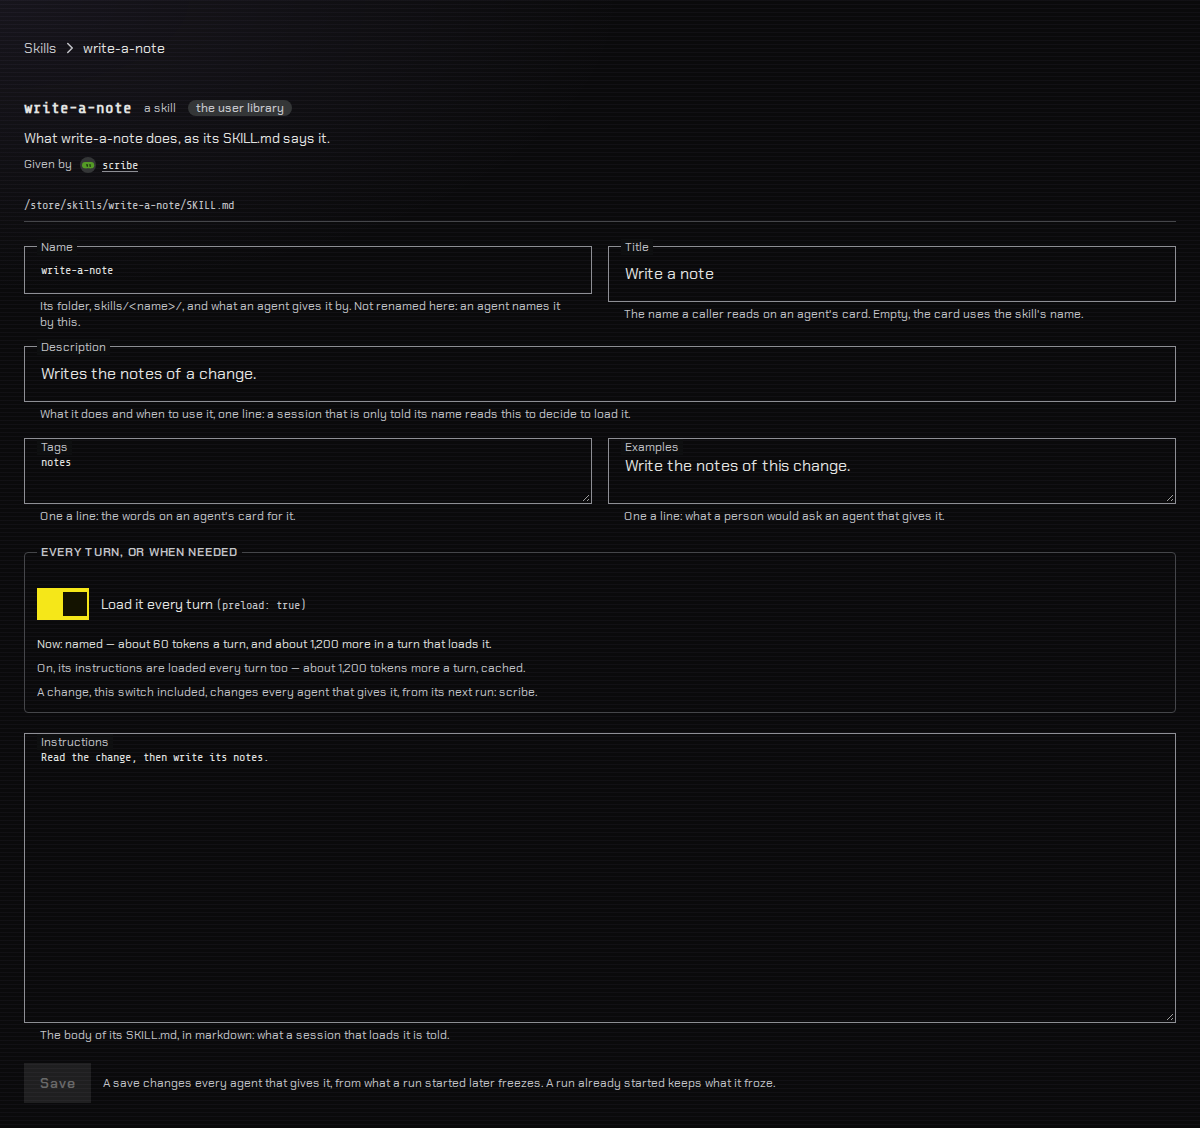 Skills > write-a-note
write-a-note a skill the user library
What write-a-note does, as its SKILL.md says it.
Given by scribe
/store/skills/write-a-note/SKILL.md
Name
write-a-note
Its folder, skills/<name>/, and what an agent gives it by. Not renamed here: an agent names it
by this.
Title
Write a note
The name a caller reads on an agent's card. Empty, the card uses the skill's name.
Description
Writes the notes of a change.
What it does and when to use it, one line: a session that is only told its name reads this to decide to load it.
Tags
notes
One a line: the words on an agent's card for it.
Examples
Write the notes of this change.
One a line: what a person would ask an agent that gives it.
EVERY TURN, OR WHEN NEEDED
Load it every turn (preload: true)
Now: named — about 60 tokens a turn, and about 1,200 more in a turn that loads it.
On, its instructions are loaded every turn too — about 1,200 tokens more a turn, cached.
A change, this switch included, changes every agent that gives it, from its next run: scribe.
Instructions
Read the change, then write its notes.
The body of its SKILL.md, in markdown: what a session that loads it is told.
Save
A save changes every agent that gives it, from what a run started later freezes. A run already started keeps what it froze.